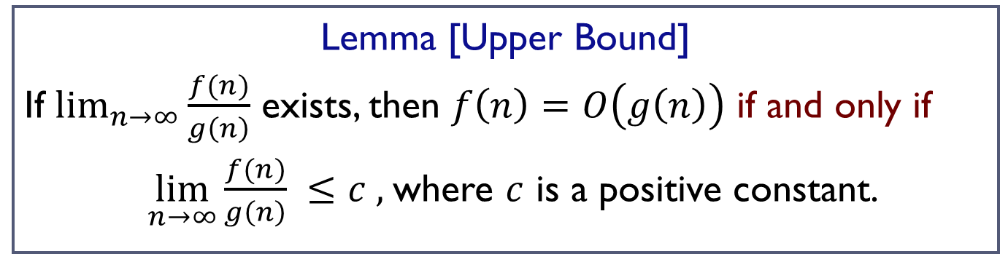 Lemma [Upper Bound]
If lim_{n→∞} f(n)/g(n) exists, then f(n) = O(g(n)) if and only if
lim_{n→∞} f(n)/g(n) ≤ c , where c is a positive constant.